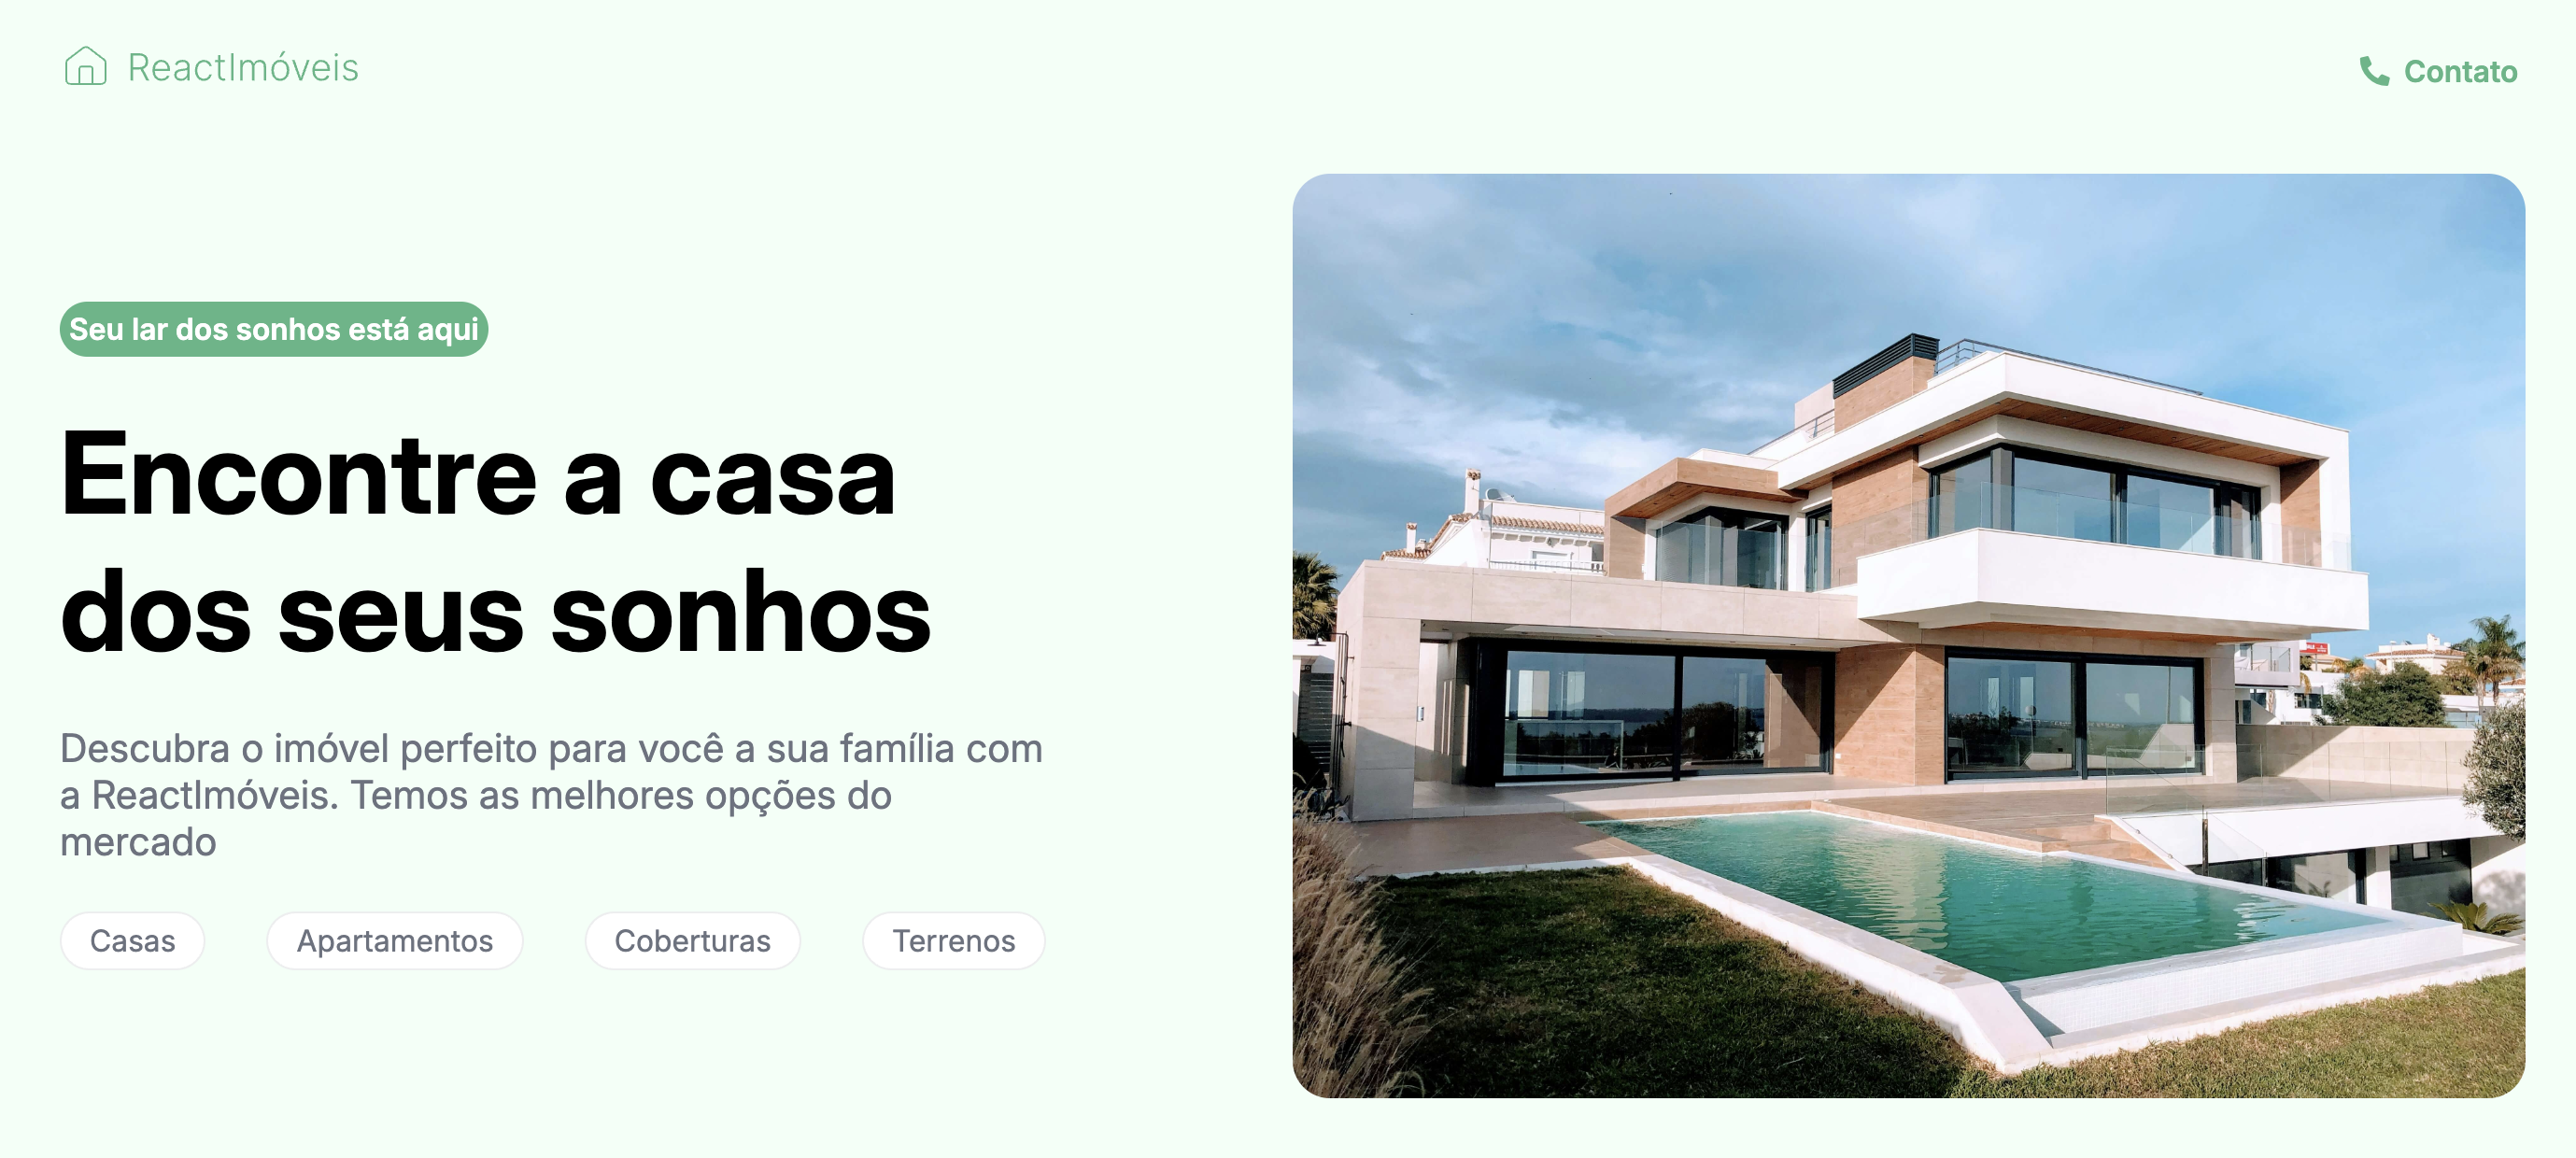 ReactImóveis
Contato
Seu lar dos sonhos está aqui
Encontre a casa
dos seus sonhos
Descubra o imóvel perfeito para você a sua família com
a ReactImóveis. Temos as melhores opções do
mercado
Casas
Apartamentos
Coberturas
Terrenos